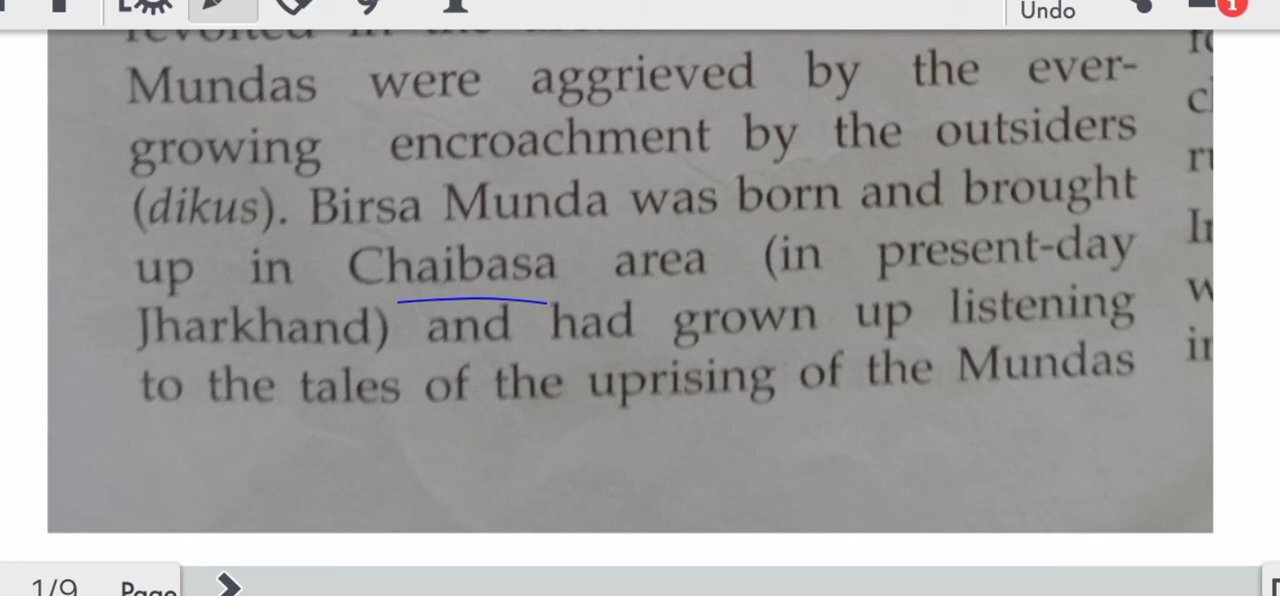 Undo
1
Mundas were aggrieved by the ever-
growing encroachment by the outsiders
(dikus). Birsa Munda was born and brought
up in Chaibasa area (in present-day
Jharkhand) and had grown up listening
to the tales of the uprising of the Mundas
1/9 Page